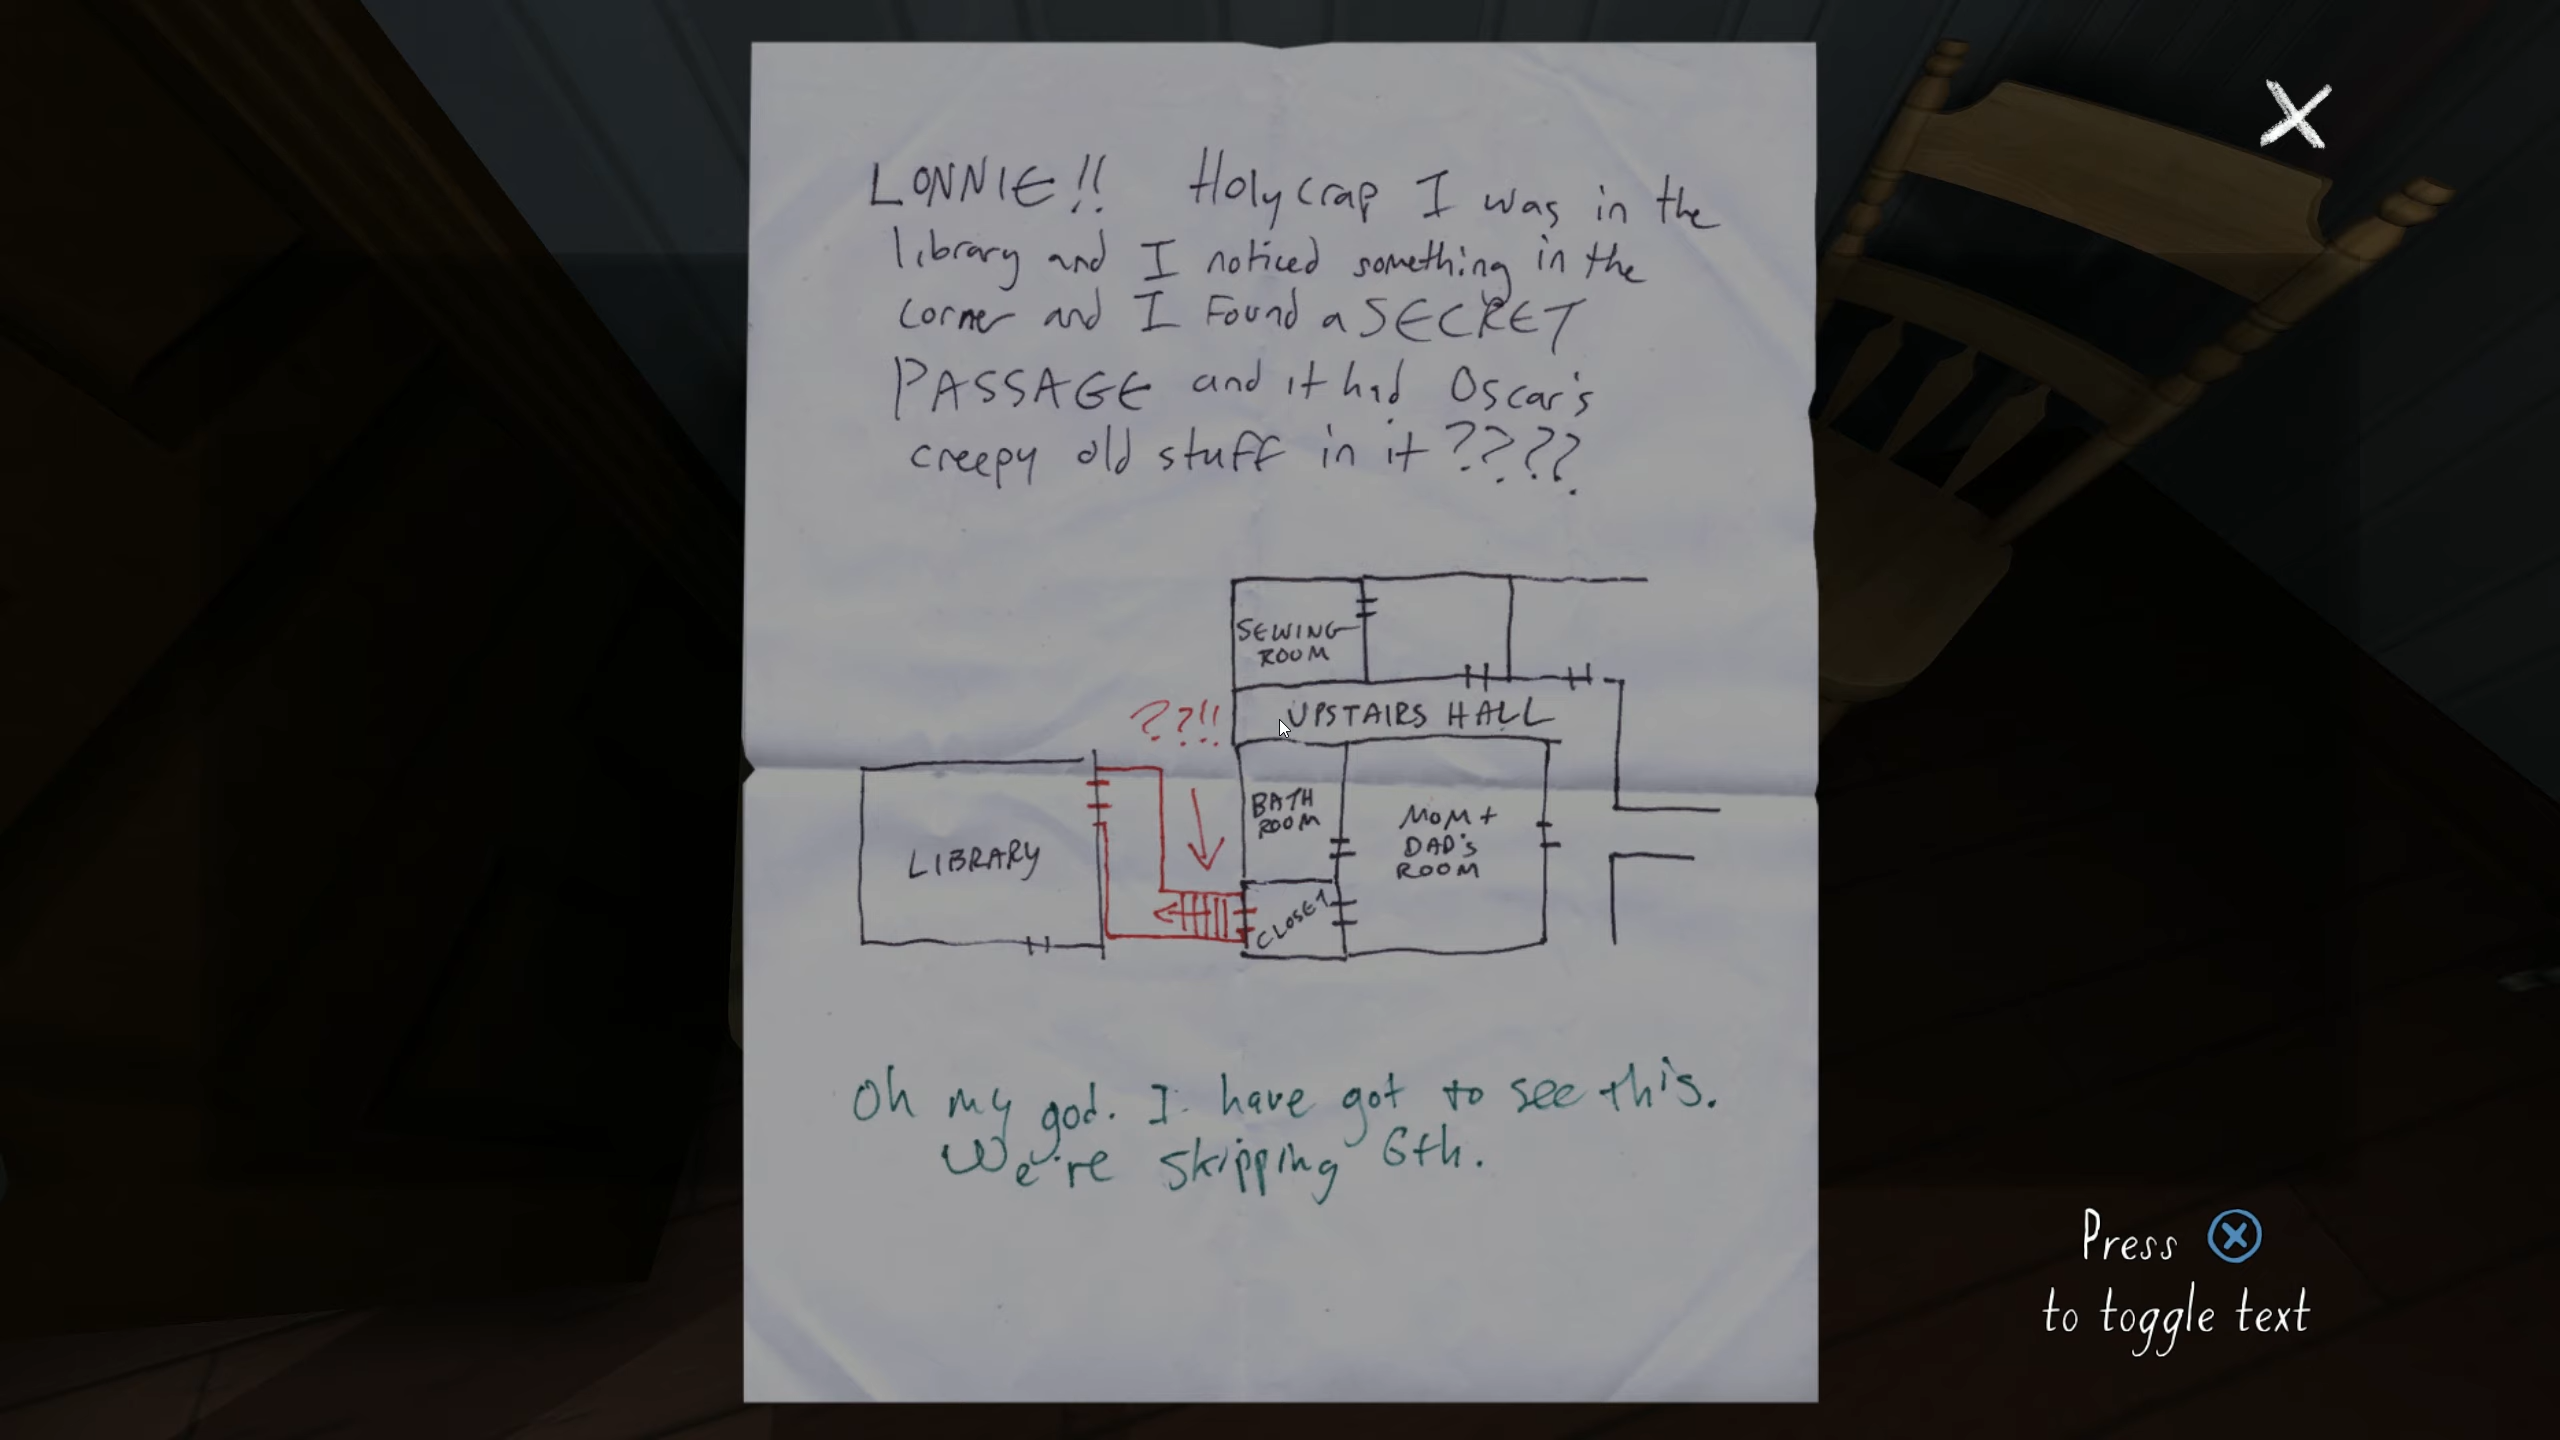 LONNIE!! Holy crap I was in the
library and I noticed something in the
corner and I Found a SECRET
PASSAGE and it had Oscar's
creepy old stuff in it ????
SEWING
ROOM
??!!
UPSTAIRS HALL
BATH
ROOM
MOM +
DAD'S
ROOM
LIBRARY
CLOSET
Oh my god. I have got to see this.
We're skipping 6th.
Press
to toggle text